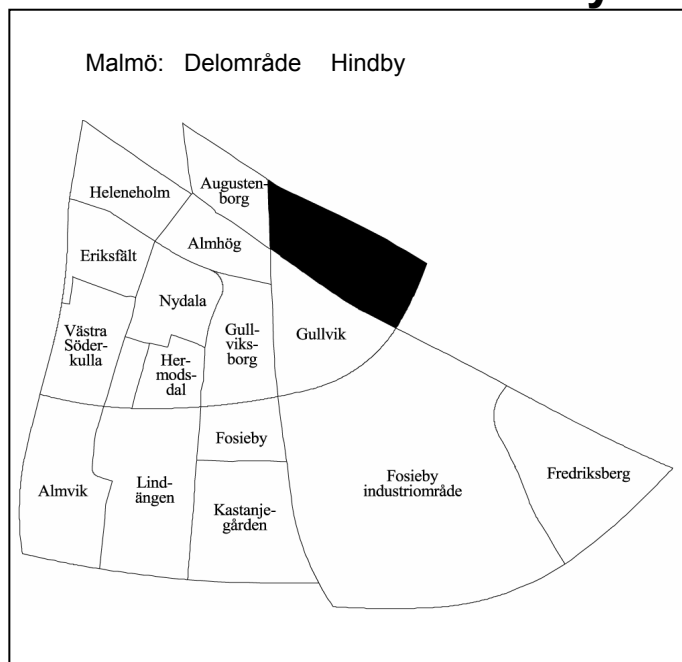 Malmö: Delområde Hindby
Heleneholm
Augusten-
borg
Almhög
Eriksfält
Nydala
Västra
Söder-
kulla
Gull-
viks-
borg
Gullvik
Her-
mods-
dal
Fosieby
Almvik
Lind-
ängen
Kastanje-
gården
Fosieby
industriområde
Fredriksberg